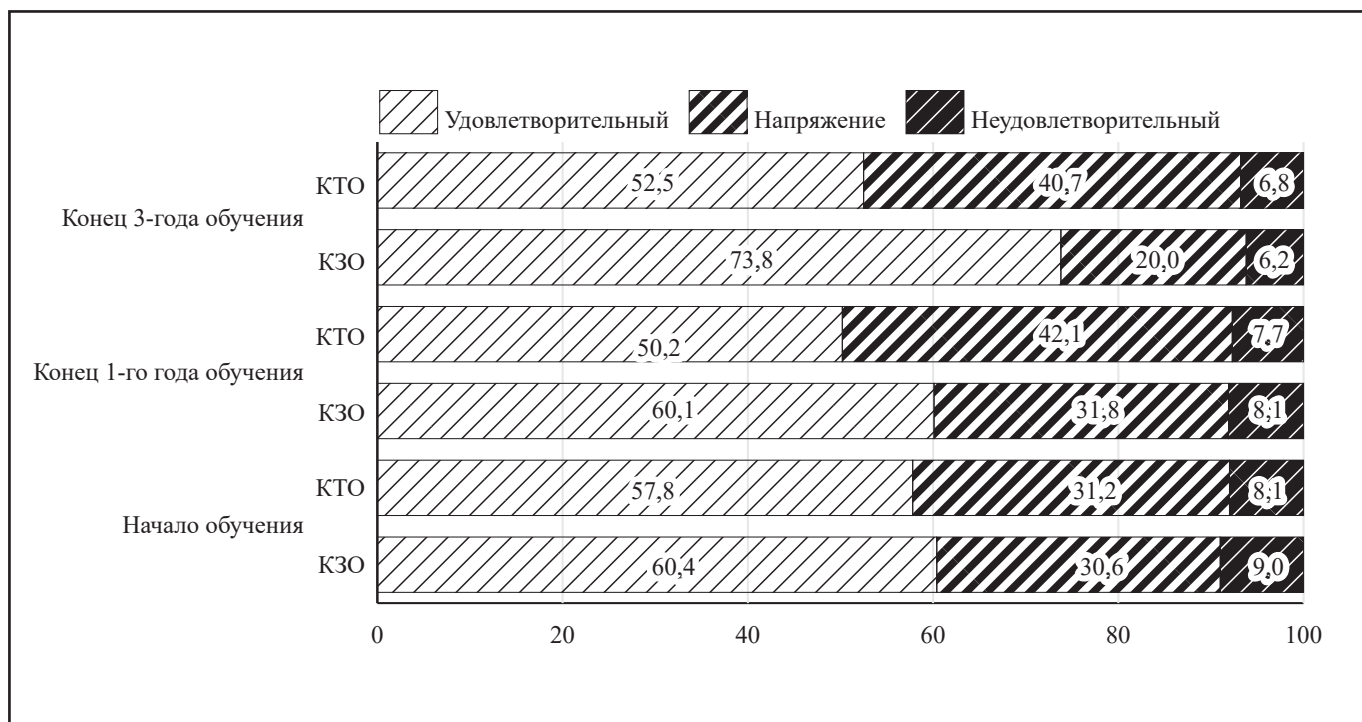 Удовлетворительный Напряжение Неудовлетворительный
КТО 52,5 40,7 6,8
Конец 3-года обучения
КЗО 73,8 20,0 6,2
КТО 50,2 42,1 7,7
Конец 1-го года обучения
КЗО 60,1 31,8 8,1
КТО 57,8 31,2 8,1
Начало обучения
КЗО 60,4 30,6 9,0
0 20 40 60 80 100